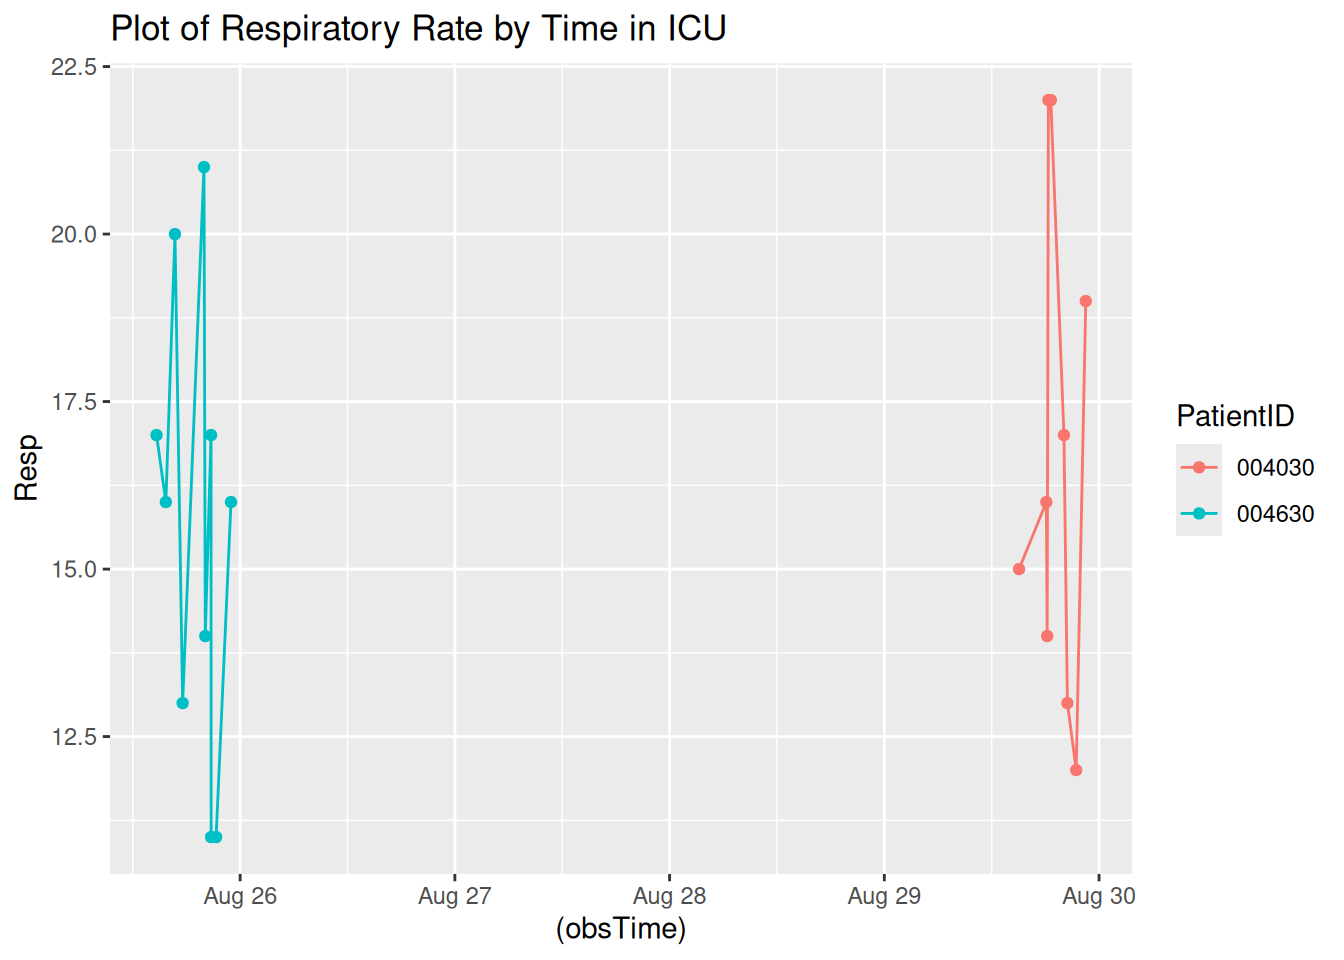 Plot of Respiratory Rate by Time in ICU
22.5
20.0
17.5
15.0
12.5
Resp
Aug 26 Aug 27 Aug 28 Aug 29 Aug 30
(obsTime)
PatientID
004030
004630